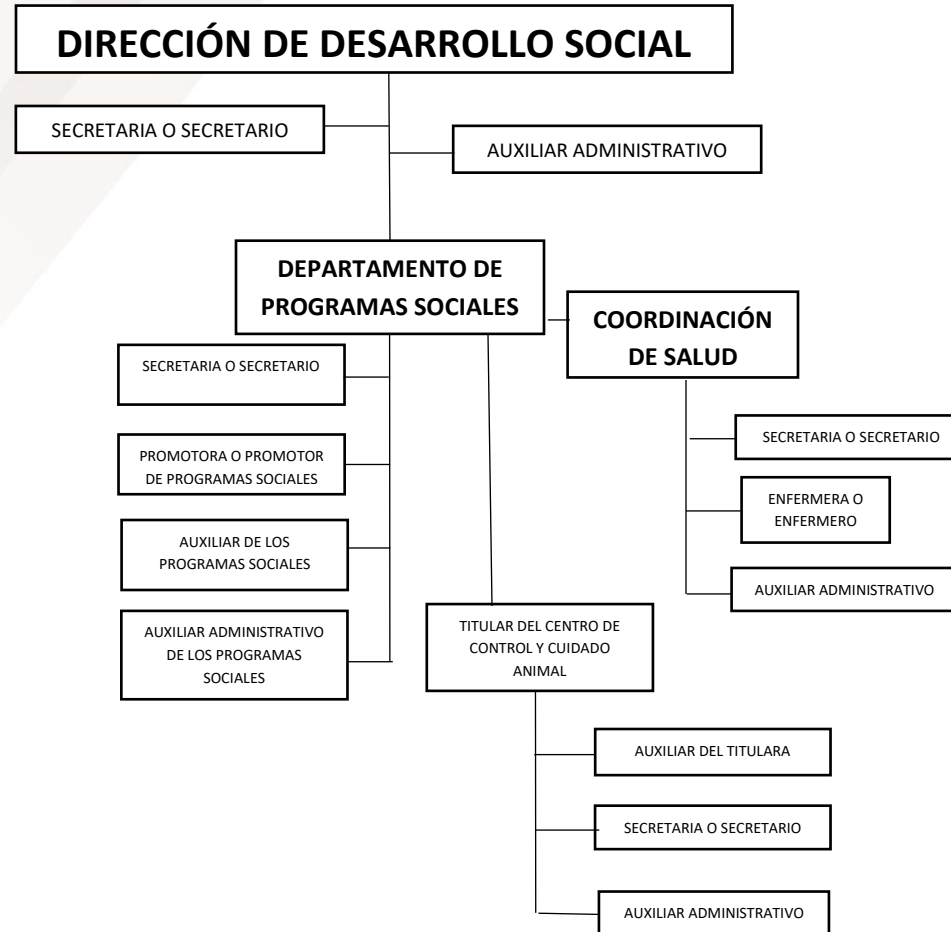 DIRECCIÓN DE DESARROLLO SOCIAL
SECRETARIA O SECRETARIO
AUXILIAR ADMINISTRATIVO
DEPARTAMENTO DE
PROGRAMAS SOCIALES
COORDINACIÓN
DE SALUD
SECRETARIA O SECRETARIO
PROMOTORA O PROMOTOR
DE PROGRAMAS SOCIALES
AUXILIAR DE LOS
PROGRAMAS SOCIALES
AUXILIAR ADMINISTRATIVO
DE LOS PROGRAMAS
SOCIALES
SECRETARIA O SECRETARIO
ENFERMERA O
ENFERMERO
AUXILIAR ADMINISTRATIVO
TITULAR DEL CENTRO DE
CONTROL Y CUIDADO
ANIMAL
AUXILIAR DEL TITULARA
SECRETARIA O SECRETARIO
AUXILIAR ADMINISTRATIVO